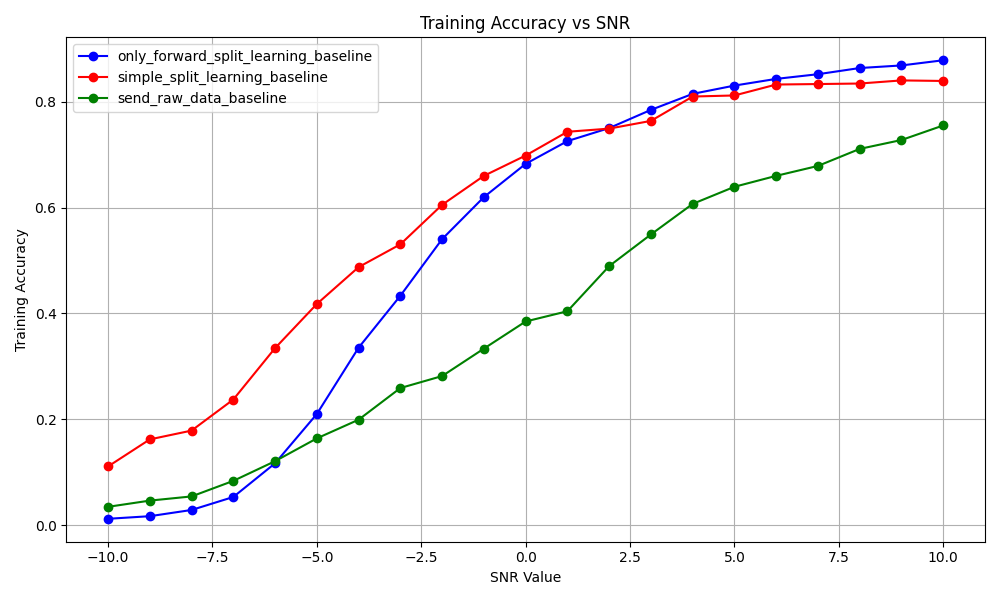 Training Accuracy vs SNR
only_forward_split_learning_baseline
simple_split_learning_baseline
send_raw_data_baseline
Training Accuracy
0.8
0.6
0.4
0.2
0.0
−10.0 −7.5 −5.0 −2.5 0.0 2.5 5.0 7.5 10.0
SNR Value